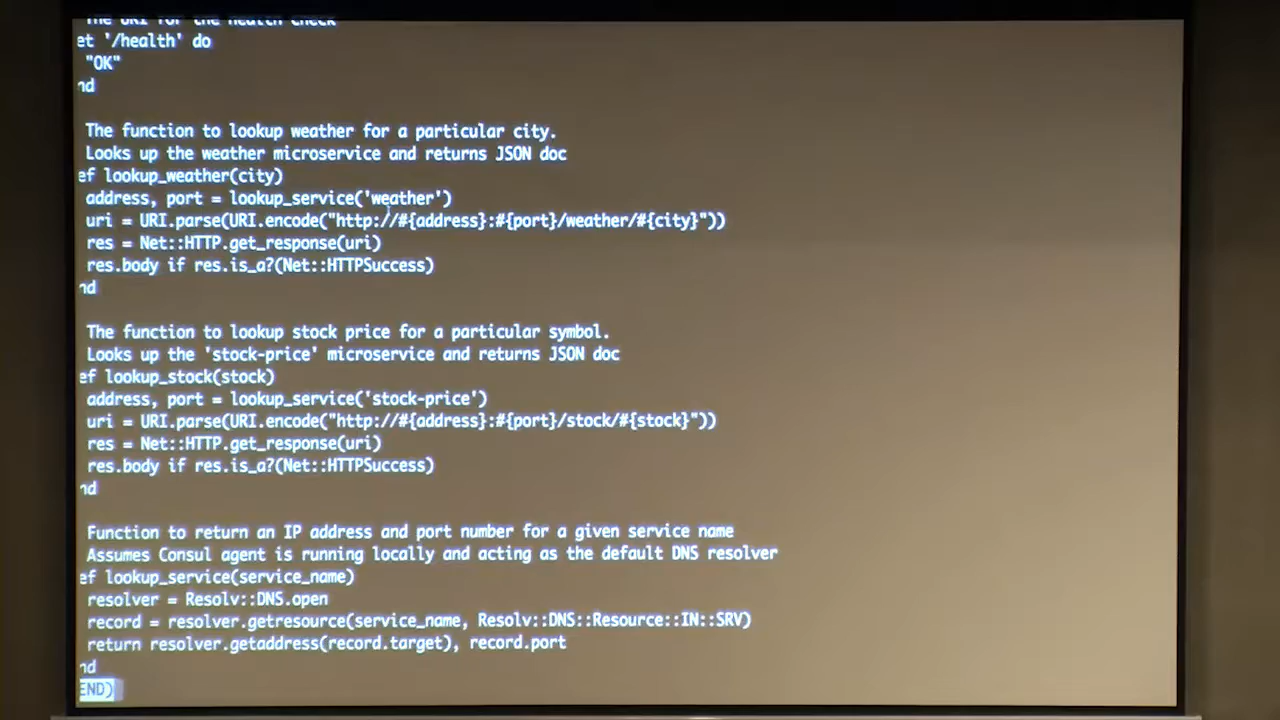 The URI for the health check
et '/health' do
"OK"
nd
The function to lookup weather for a particular city.
Looks up the weather microservice and returns JSON doc
ef lookup_weather(city)
address, port = lookup_service('weather')
uri = URI.parse(URI.encode("http://#{address}:#{port}/weather/#{city}"))
res = Net::HTTP.get_response(uri)
res.body if res.is_a?(Net::HTTPSuccess)
nd
The function to lookup stock price for a particular symbol.
Looks up the 'stock-price' microservice and returns JSON doc
ef lookup_stock(stock)
address, port = lookup_service('stock-price')
uri = URI.parse(URI.encode("http://#{address}:#{port}/stock/#{stock}"))
res = Net::HTTP.get_response(uri)
res.body if res.is_a?(Net::HTTPSuccess)
nd
Function to return an IP address and port number for a given service name
Assumes Consul agent is running locally and acting as the default DNS resolver
ef lookup_service(service_name)
resolver = Resolv::DNS.open
record = resolver.getresource(service_name, Resolv::DNS::Resource::IN::SRV)
return resolver.getaddress(record.target), record.port
nd
END)